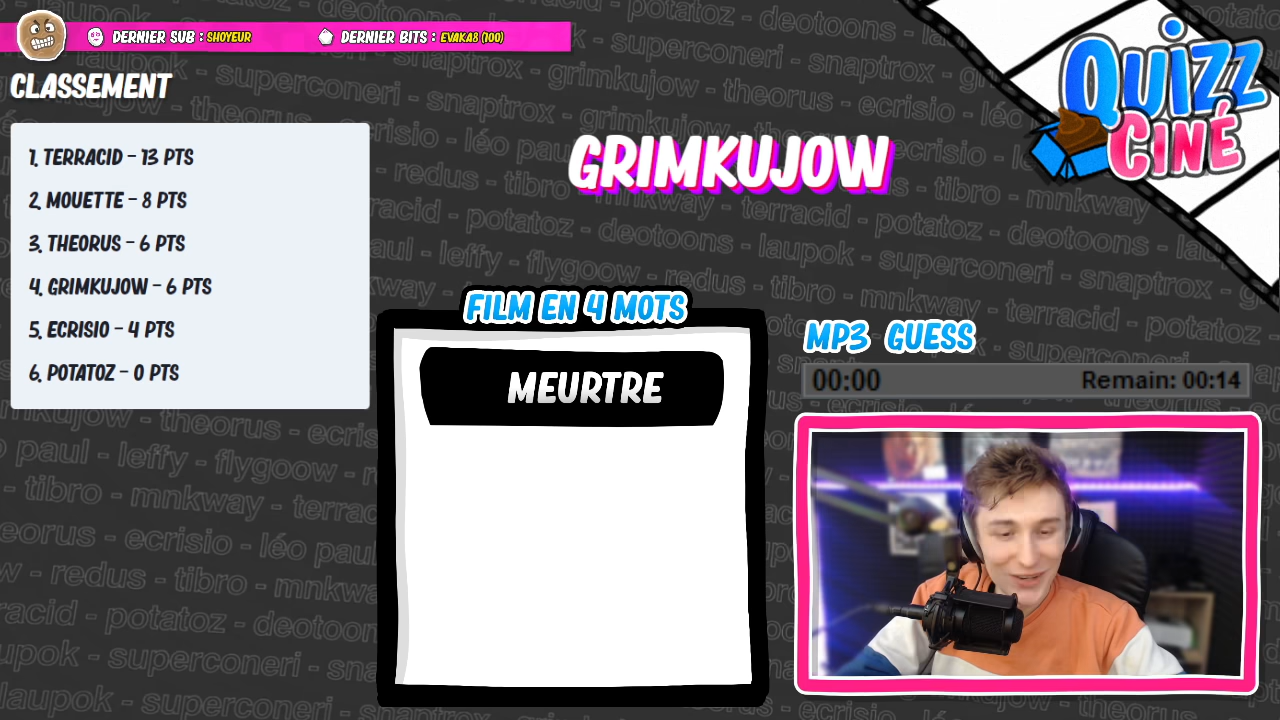 DERNIER SUB : SHOYEUR
DERNIER BITS : EVAK48 (100)
CLASSEMENT
1. TERRACID - 13 PTS
2. MOUETTE - 8 PTS
3. THEORUS - 6 PTS
4. GRIMKUJOW - 6 PTS
5. ECRISIO - 4 PTS
6. POTATOZ - 0 PTS
GRIMKUJOW
QUIZZ
CINÉ
FILM EN 4 MOTS
MEURTRE
MP3 GUESS
00:00 Remain: 00:14